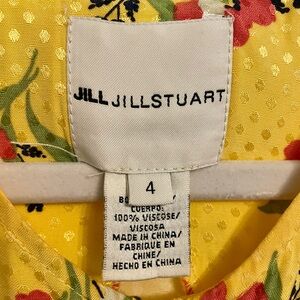 JILL JILLSTUART
4
CUERPO:
100% VISCOSE/
VISCOSA
MADE IN CHINA/
FABRIQUE EN
CHINE/
HECHO EN CHINA